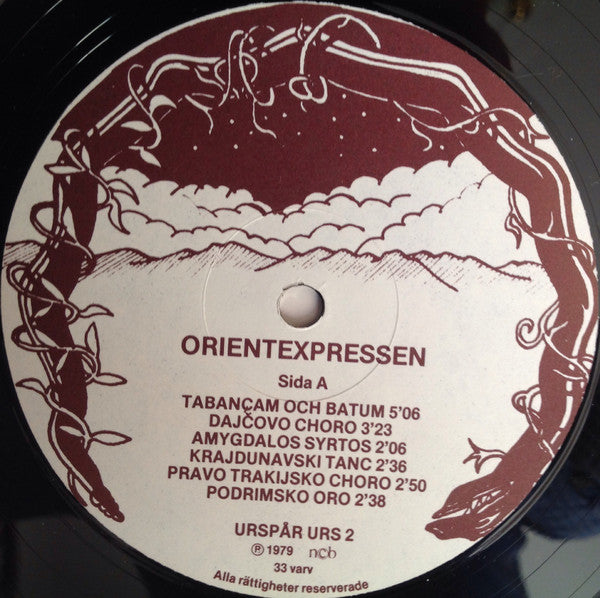 ORIENTEXPRESSEN
Sida A
TABANÇAM OCH BATUM 5'06
DAJČOVO CHORO 3'23
AMYGDALOS SYRTOS 2'06
KRAJDUNAVSKI TANC 2'36
PRAVO TRAKIJSKO CHORO 2'50
PODRIMSKO ORO 2'38
URSPÅR URS 2
Ⓟ 1979 ncb
33 varv
Alla rättigheter reserverade